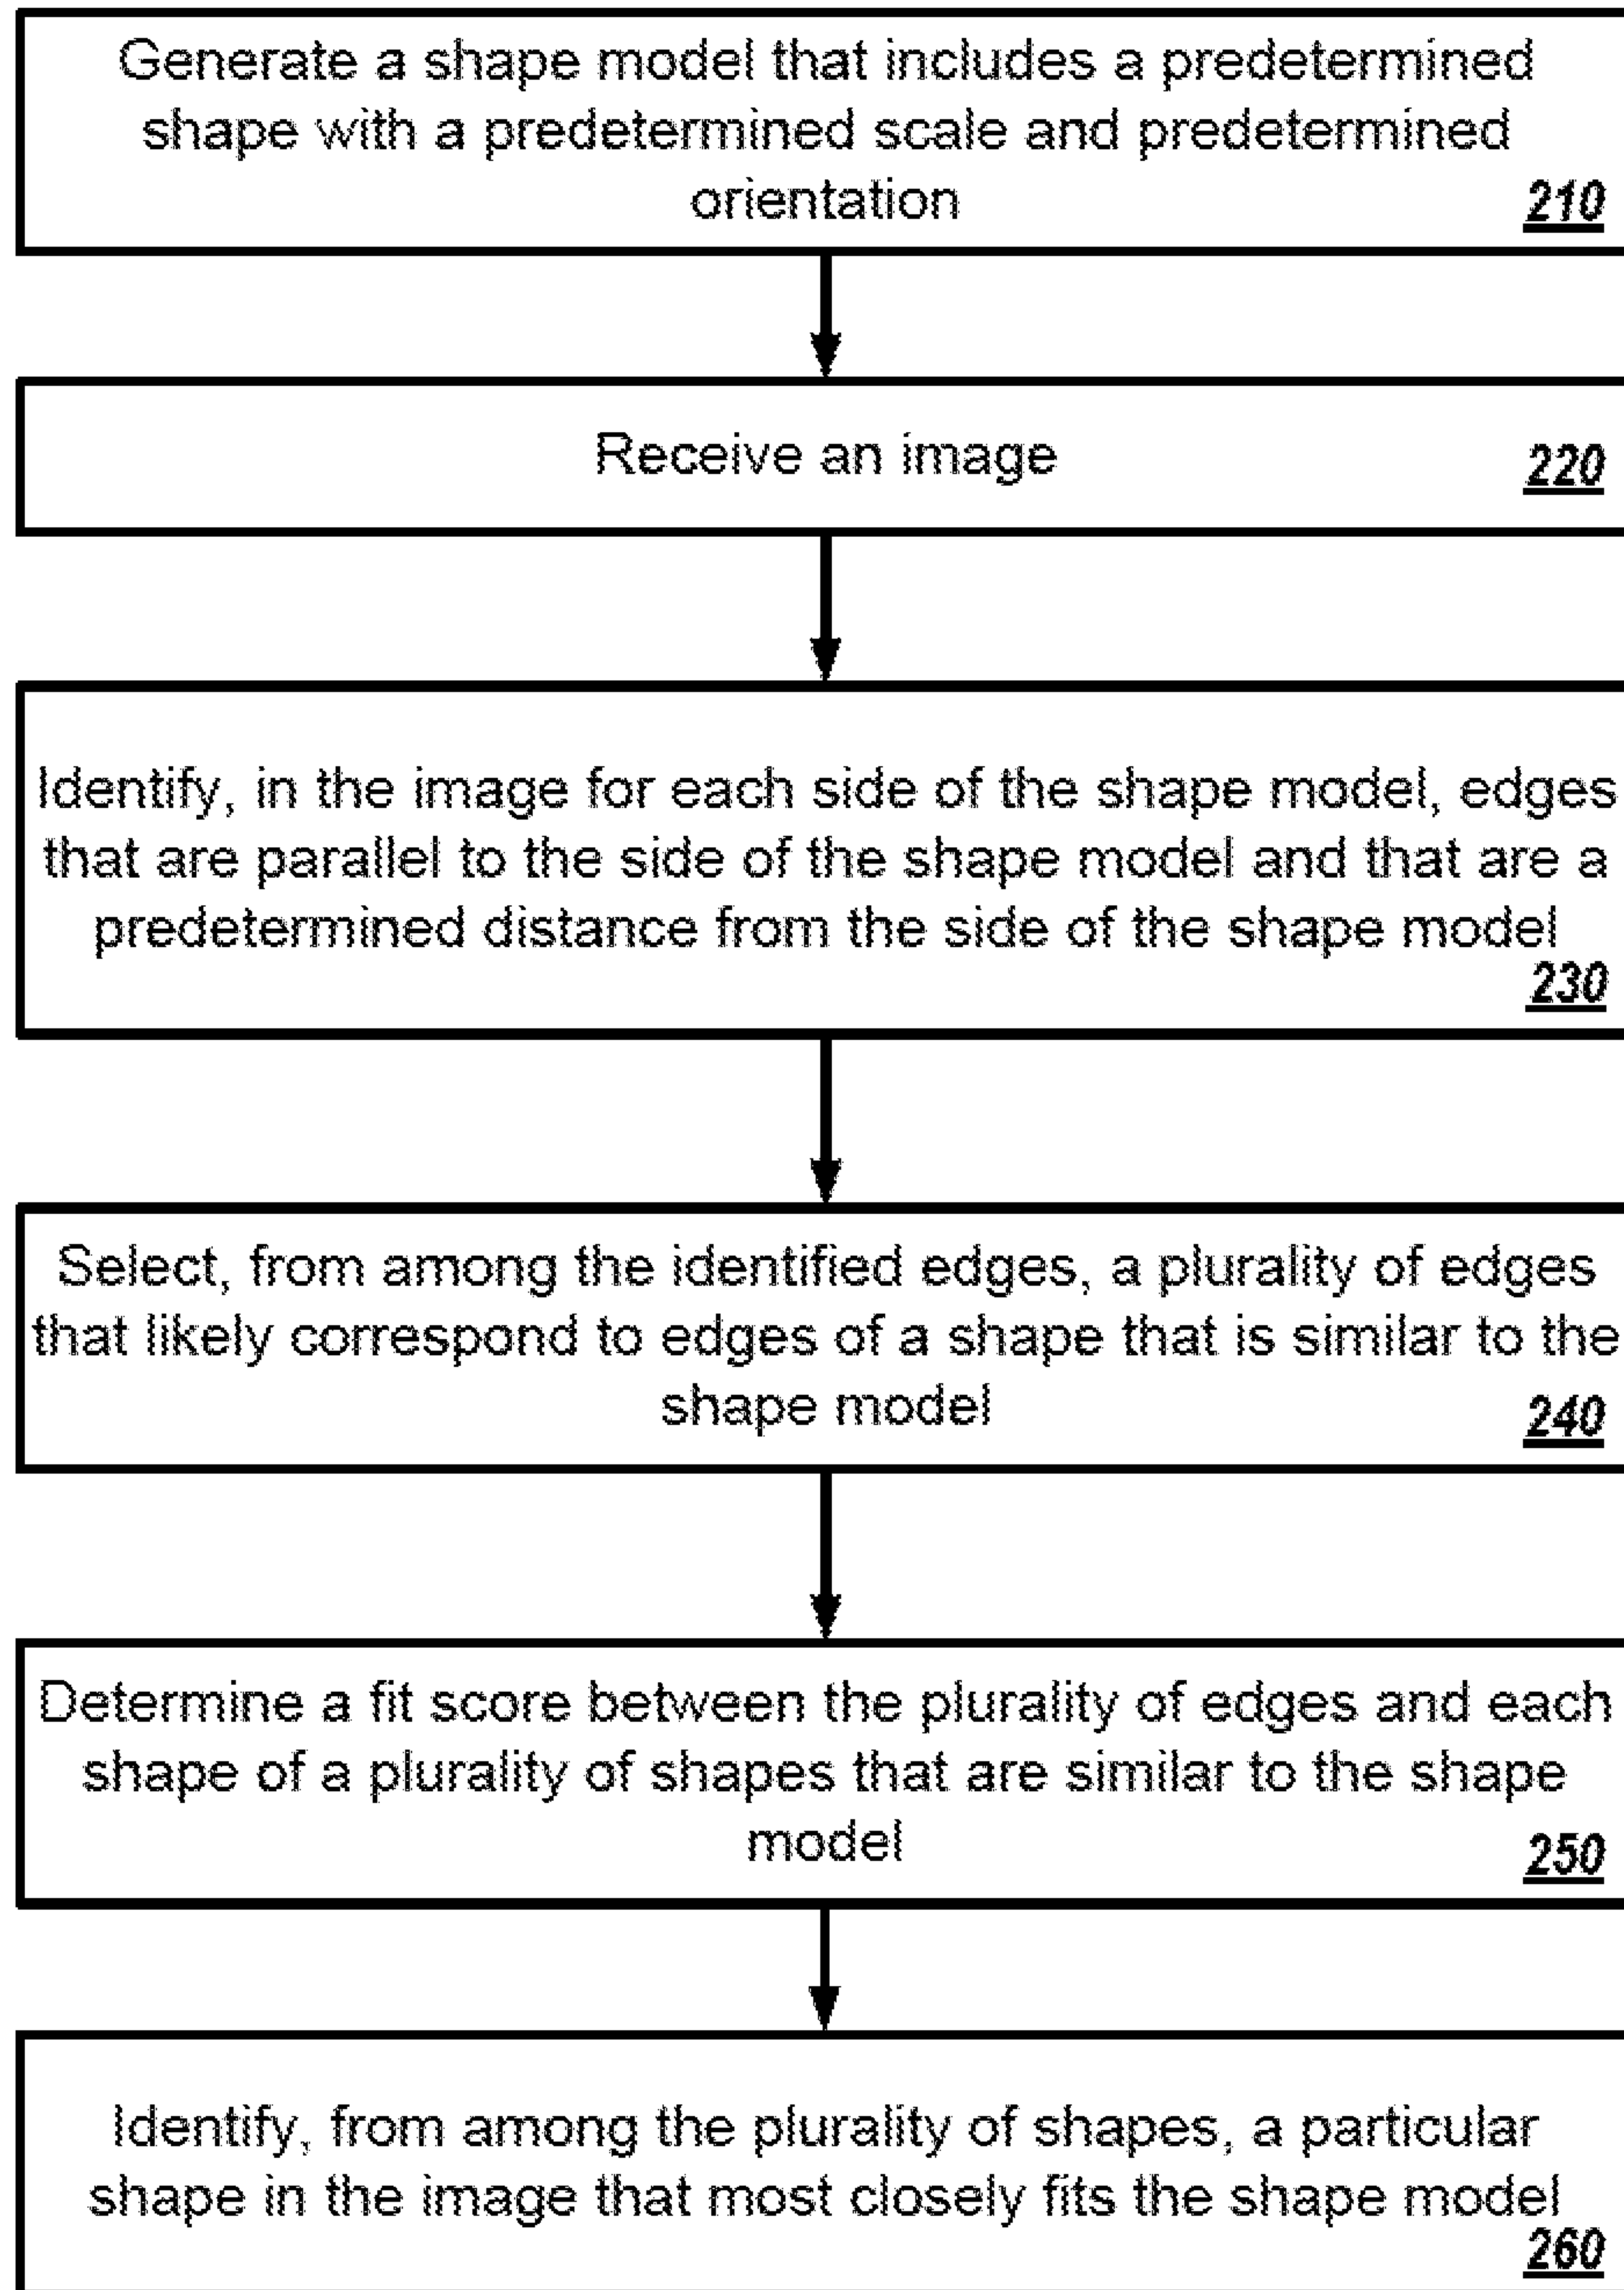 Generate a shape model that includes a predetermined
shape with a predetermined scale and predetermined
orientation
210
Receive an image
220
Identify, in the image for each side of the shape model, edges
that are parallel to the side of the shape model and that are a
predetermined distance from the side of the shape model
230
Select, from among the identified edges, a plurality of edges
that likely correspond to edges of a shape that is similar to the
shape model
240
Determine a fit score between the plurality of edges and each
shape of a plurality of shapes that are similar to the shape
model
250
Identify, from among the plurality of shapes, a particular
shape in the image that most closely fits the shape model
260